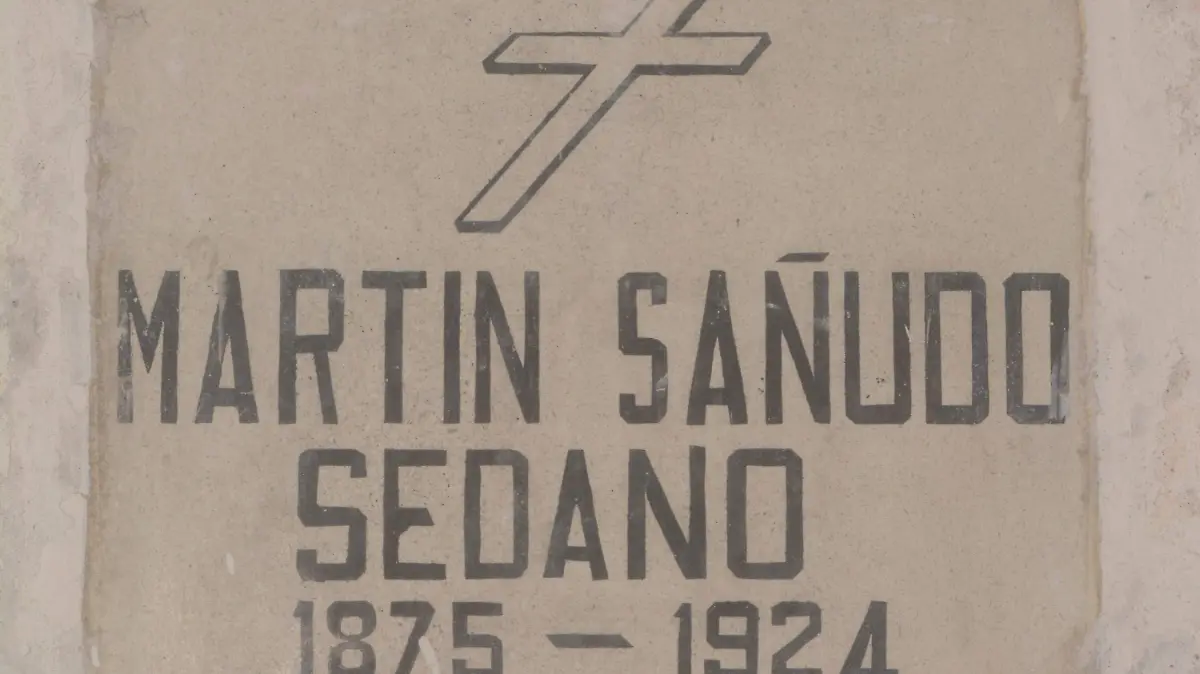 MARTIN SAÑUDO
SEDANO
1875 — 1924